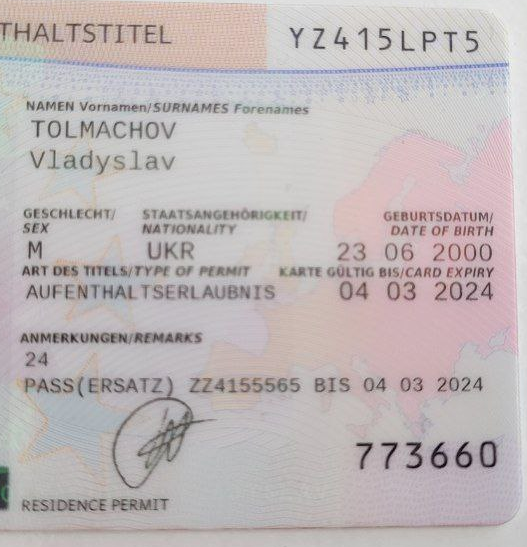 THALTSTITEL YZ415LPT5
NAMEN Vornamen/SURNAMES Forenames
TOLMACHOV
Vladyslav
GESCHLECHT/ STAATSANGEHÖRIGKEIT/ GEBURTSDATUM/
SEX NATIONALITY DATE OF BIRTH
M UKR 23 06 2000
ART DES TITELS/TYPE OF PERMIT KARTE GÜLTIG BIS/CARD EXPIRY
AUFENTHALTSERLAUBNIS 04 03 2024
ANMERKUNGEN/REMARKS
24
PASS(ERSATZ) ZZ4155565 BIS 04 03 2024
773660
RESIDENCE PERMIT